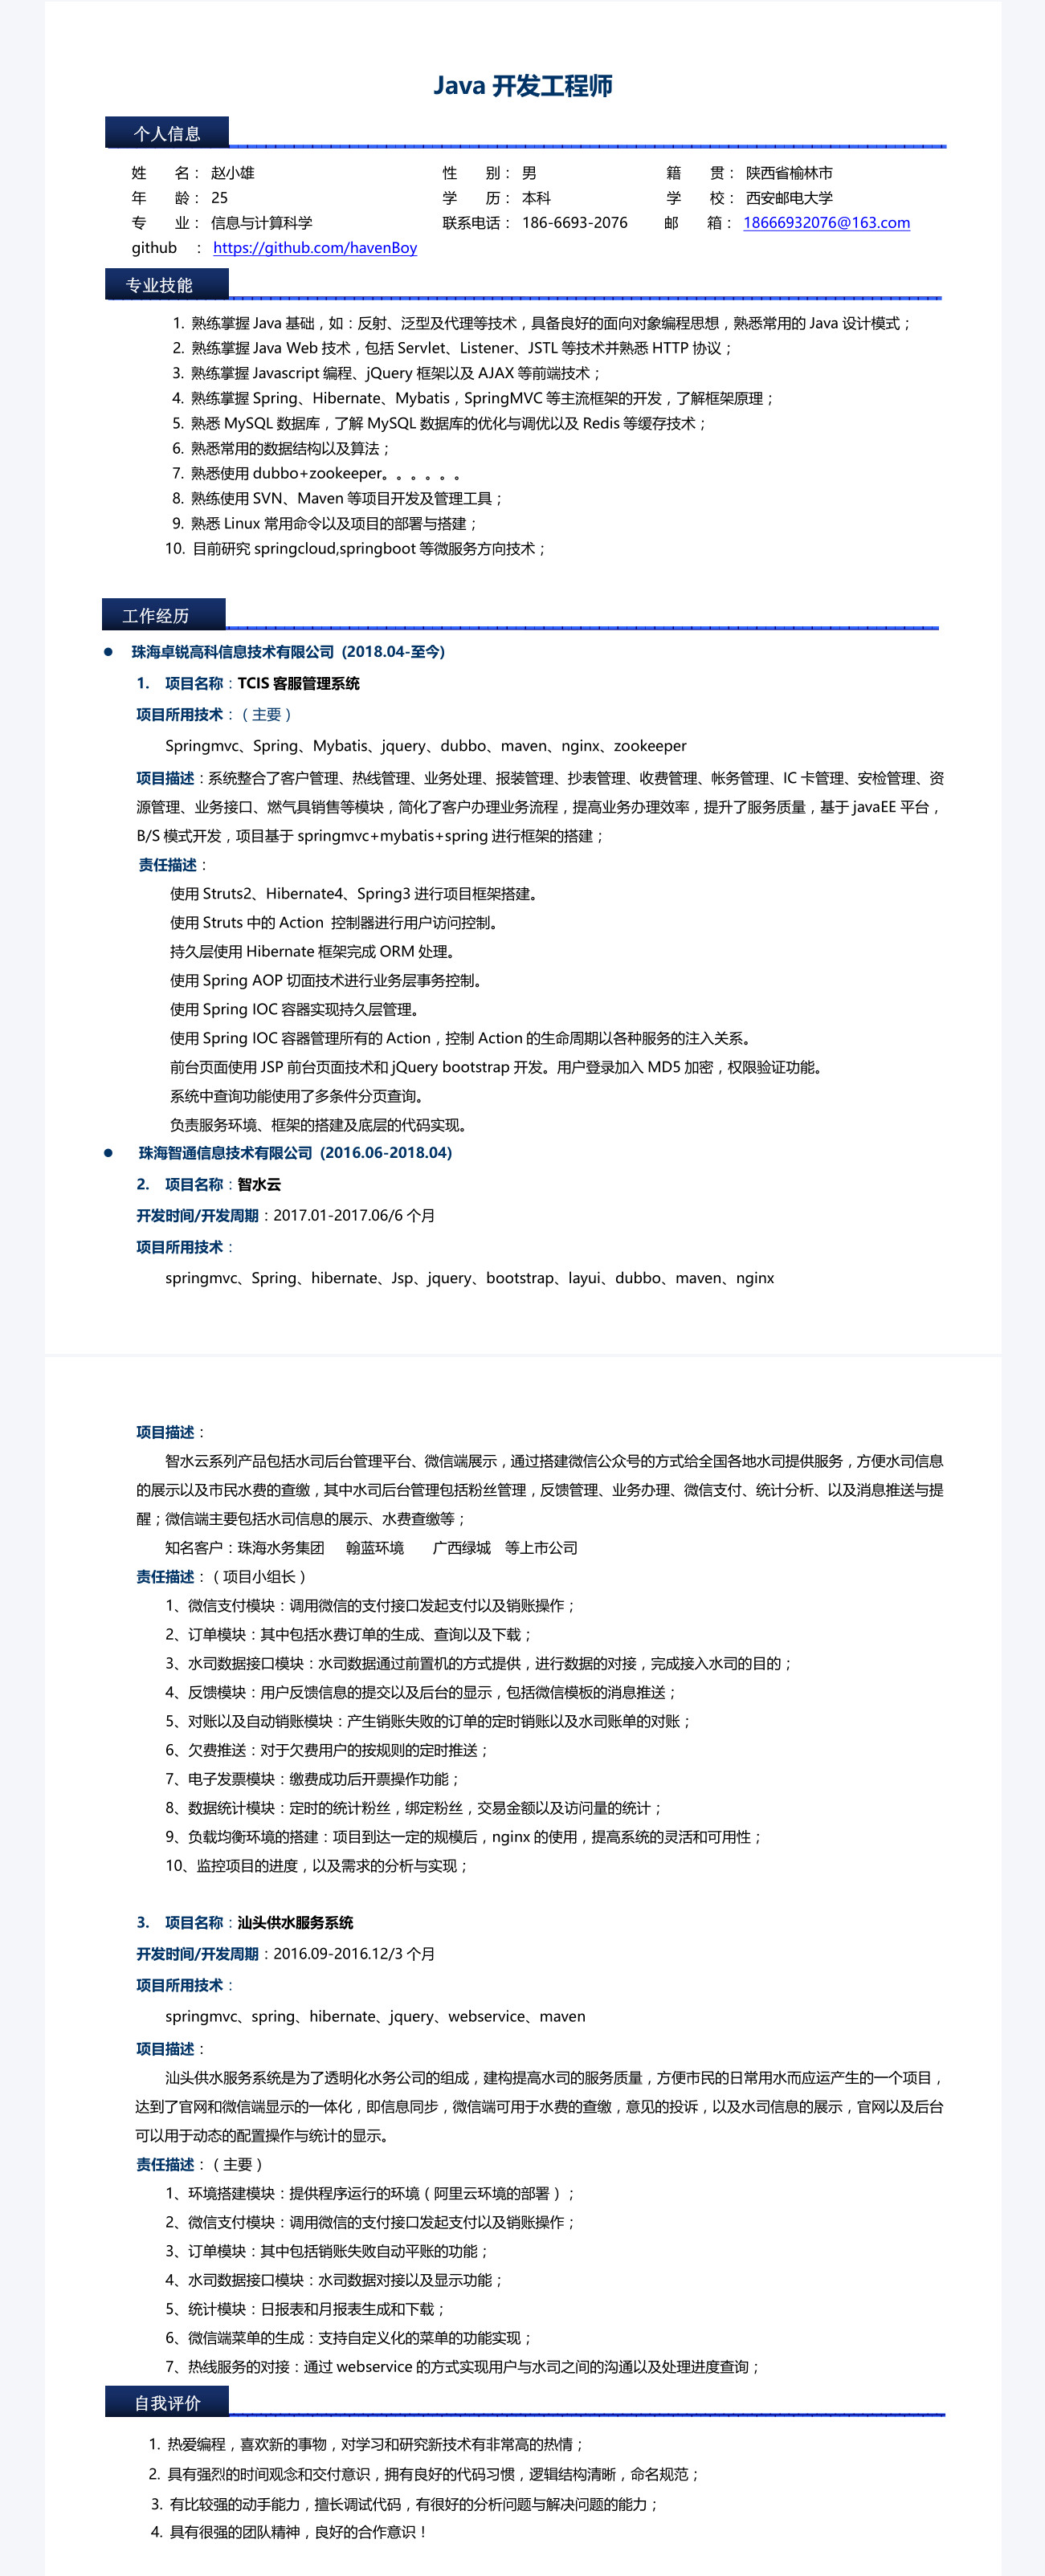 Java 开发工程师
个人信息
姓 名： 赵小雄 性 别： 男 籍 贯： 陕西省榆林市
年 龄： 25 学 历： 本科 学 校： 西安邮电大学
专 业： 信息与计算科学 联系电话： 186-6693-2076 邮 箱： 18666932076@163.com
github ： https://github.com/havenBoy
专业技能
1. 熟练掌握 Java 基础，如：反射、泛型及代理等技术，具备良好的面向对象编程思想，熟悉常用的 Java 设计模式；
2. 熟练掌握 Java Web 技术，包括 Servlet、Listener、JSTL 等技术并熟悉 HTTP 协议；
3. 熟练掌握 Javascript 编程、jQuery 框架以及 AJAX 等前端技术；
4. 熟练掌握 Spring、Hibernate、Mybatis，SpringMVC 等主流框架的开发，了解框架原理；
5. 熟悉 MySQL 数据库，了解 MySQL 数据库的优化与调优以及 Redis 等缓存技术；
6. 熟悉常用的数据结构以及算法；
7. 熟悉使用 dubbo+zookeeper。。。。。。
8. 熟练使用 SVN、Maven 等项目开发及管理工具；
9. 熟悉 Linux 常用命令以及项目的部署与搭建；
10. 目前研究 springcloud,springboot 等微服务方向技术；
工作经历
● 珠海卓锐高科信息技术有限公司 (2018.04-至今)
1. 项目名称：TCIS 客服管理系统
项目所用技术：（主要）
Springmvc、Spring、Mybatis、jquery、dubbo、maven、nginx、zookeeper
项目描述：系统整合了客户管理、热线管理、业务处理、报装管理、抄表管理、收费管理、帐务管理、IC 卡管理、安检管理、资
源管理、业务接口、燃气具销售等模块，简化了客户办理业务流程，提高业务办理效率，提升了服务质量，基于 javaEE 平台，
B/S 模式开发，项目基于 springmvc+mybatis+spring 进行框架的搭建；
责任描述：
使用 Struts2、Hibernate4、Spring3 进行项目框架搭建。
使用 Struts 中的 Action 控制器进行用户访问控制。
持久层使用 Hibernate 框架完成 ORM 处理。
使用 Spring AOP 切面技术进行业务层事务控制。
使用 Spring IOC 容器实现持久层管理。
使用 Spring IOC 容器管理所有的 Action，控制 Action 的生命周期以各种服务的注入关系。
前台页面使用 JSP 前台页面技术和 jQuery bootstrap 开发。用户登录加入 MD5 加密，权限验证功能。
系统中查询功能使用了多条件分页查询。
负责服务环境、框架的搭建及底层的代码实现。
● 珠海智通信息技术有限公司 (2016.06-2018.04)
2. 项目名称：智水云
开发时间/开发周期：2017.01-2017.06/6 个月
项目所用技术：
springmvc、Spring、hibernate、Jsp、jquery、bootstrap、layui、dubbo、maven、nginx
项目描述：
智水云系列产品包括水司后台管理平台、微信端展示，通过搭建微信公众号的方式给全国各地水司提供服务，方便水司信息
的展示以及市民水费的查缴，其中水司后台管理包括粉丝管理，反馈管理、业务办理、微信支付、统计分析、以及消息推送与提
醒；微信端主要包括水司信息的展示、水费查缴等；
知名客户：珠海水务集团 翰蓝环境 广西绿城 等上市公司
责任描述：（项目小组长）
1、微信支付模块：调用微信的支付接口发起支付以及销账操作；
2、订单模块：其中包括水费订单的生成、查询以及下载；
3、水司数据接口模块：水司数据通过前置机的方式提供，进行数据的对接，完成接入水司的目的；
4、反馈模块：用户反馈信息的提交以及后台的显示，包括微信模板的消息推送；
5、对账以及自动销账模块：产生销账失败的订单的定时销账以及水司账单的对账；
6、欠费推送：对于欠费用户的按规则的定时推送；
7、电子发票模块：缴费成功后开票操作功能；
8、数据统计模块：定时的统计粉丝，绑定粉丝，交易金额以及访问量的统计；
9、负载均衡环境的搭建：项目到达一定的规模后，nginx 的使用，提高系统的灵活和可用性；
10、监控项目的进度，以及需求的分析与实现；
3. 项目名称：汕头供水服务系统
开发时间/开发周期：2016.09-2016.12/3 个月
项目所用技术：
springmvc、spring、hibernate、jquery、webservice、maven
项目描述：
汕头供水服务系统是为了透明化水务公司的组成，建构提高水司的服务质量，方便市民的日常用水而应运产生的一个项目，
达到了官网和微信端显示的一体化，即信息同步，微信端可用于水费的查缴，意见的投诉，以及水司信息的展示，官网以及后台
可以用于动态的配置操作与统计的显示。
责任描述：（主要）
1、环境搭建模块：提供程序运行的环境（阿里云环境的部署）；
2、微信支付模块：调用微信的支付接口发起支付以及销账操作；
3、订单模块：其中包括销账失败自动平账的功能；
4、水司数据接口模块：水司数据对接以及显示功能；
5、统计模块：日报表和月报表生成和下载；
6、微信端菜单的生成：支持自定义化的菜单的功能实现；
7、热线服务的对接：通过 webservice 的方式实现用户与水司之间的沟通以及处理进度查询；
自我评价
1. 热爱编程，喜欢新的事物，对学习和研究新技术有非常高的热情；
2. 具有强烈的时间观念和交付意识，拥有良好的代码习惯，逻辑结构清晰，命名规范；
3. 有比较强的动手能力，擅长调试代码，有很好的分析问题与解决问题的能力；
4. 具有很强的团队精神，良好的合作意识！